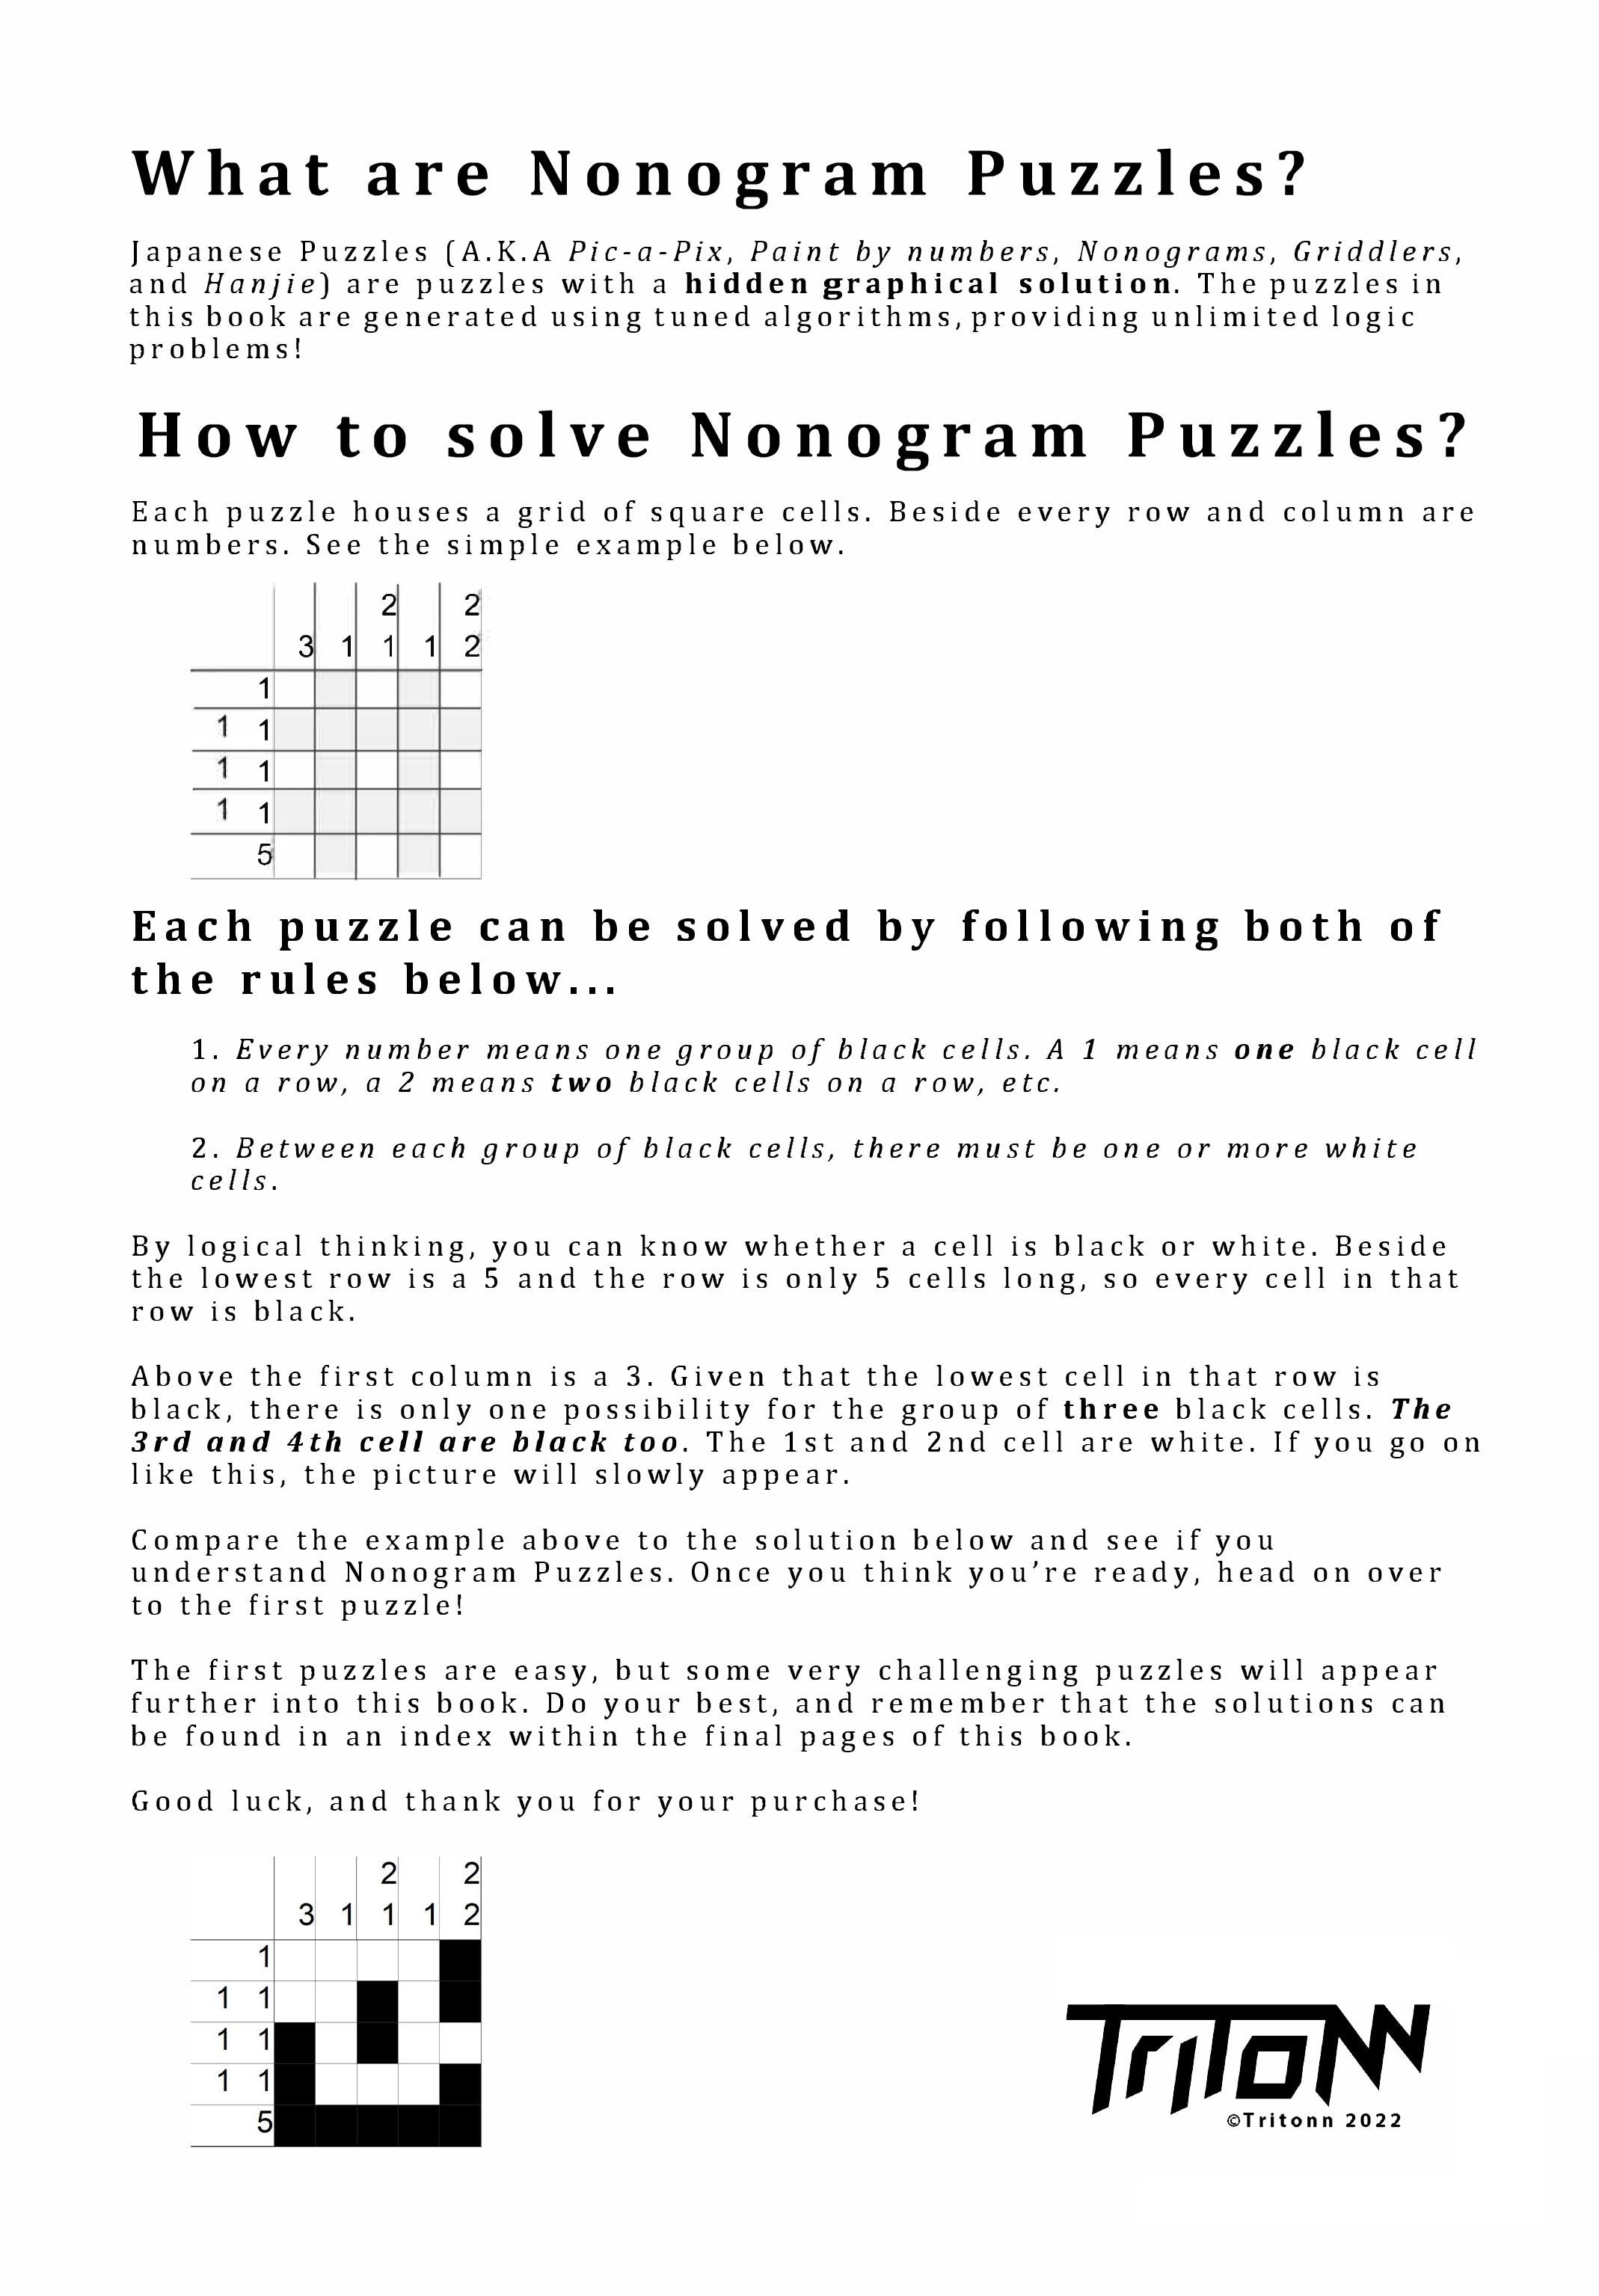 What are Nonogram Puzzles?
Japanese Puzzles (A.K.A Pic-a-Pix, Paint by numbers, Nonograms, Griddlers,
and Hanjie) are puzzles with a hidden graphical solution. The puzzles in
this book are generated using tuned algorithms, providing unlimited logic
problems!
How to solve Nonogram Puzzles?
Each puzzle houses a grid of square cells. Beside every row and column are
numbers. See the simple example below.
2 2
3 1 1 1 2
1
1 1
1 1
1 1
5
Each puzzle can be solved by following both of
the rules below...
1. Every number means one group of black cells. A 1 means one black cell
on a row, a 2 means two black cells on a row, etc.
2. Between each group of black cells, there must be one or more white
cells.
By logical thinking, you can know whether a cell is black or white. Beside
the lowest row is a 5 and the row is only 5 cells long, so every cell in that
row is black.
Above the first column is a 3. Given that the lowest cell in that row is
black, there is only one possibility for the group of three black cells. The
3rd and 4th cell are black too. The 1st and 2nd cell are white. If you go on
like this, the picture will slowly appear.
Compare the example above to the solution below and see if you
understand Nonogram Puzzles. Once you think you’re ready, head on over
to the first puzzle!
The first puzzles are easy, but some very challenging puzzles will appear
further into this book. Do your best, and remember that the solutions can
be found in an index within the final pages of this book.
Good luck, and thank you for your purchase!
2 2
3 1 1 1 2
1
1 1
1 1
1 1
5
TriToNN
©Tritonn 2022